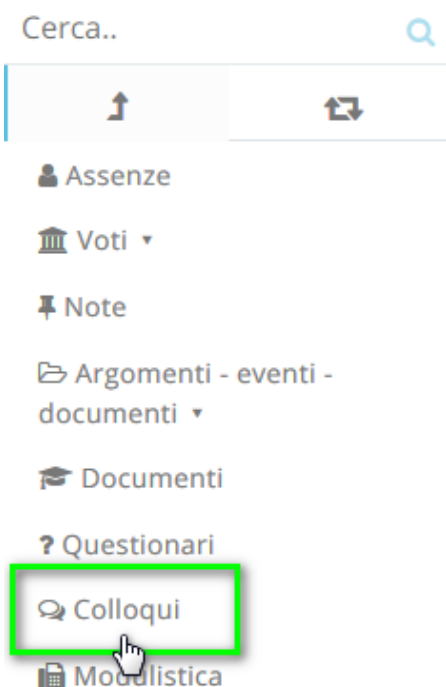 Cerca..
Assenze
Voti
Note
Argomenti - eventi -
documenti
Documenti
? Questionari
Colloqui
Modulistica